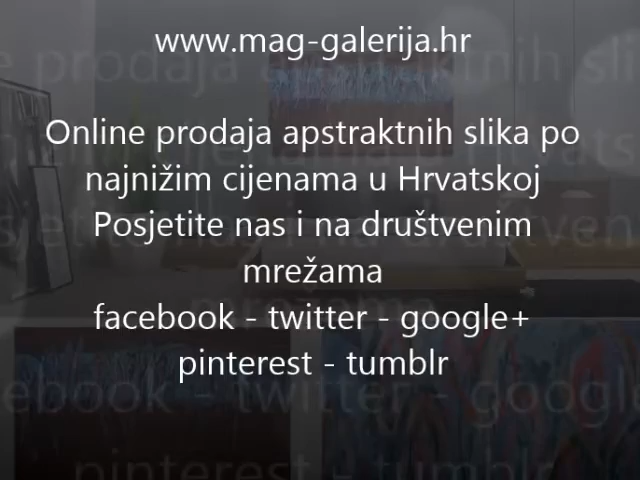 www.mag-galerija.hr
Online prodaja apstraktnih slika po
najnižim cijenama u Hrvatskoj
Posjetite nas i na društvenim
mrežama
facebook - twitter - google+
pinterest - tumblr